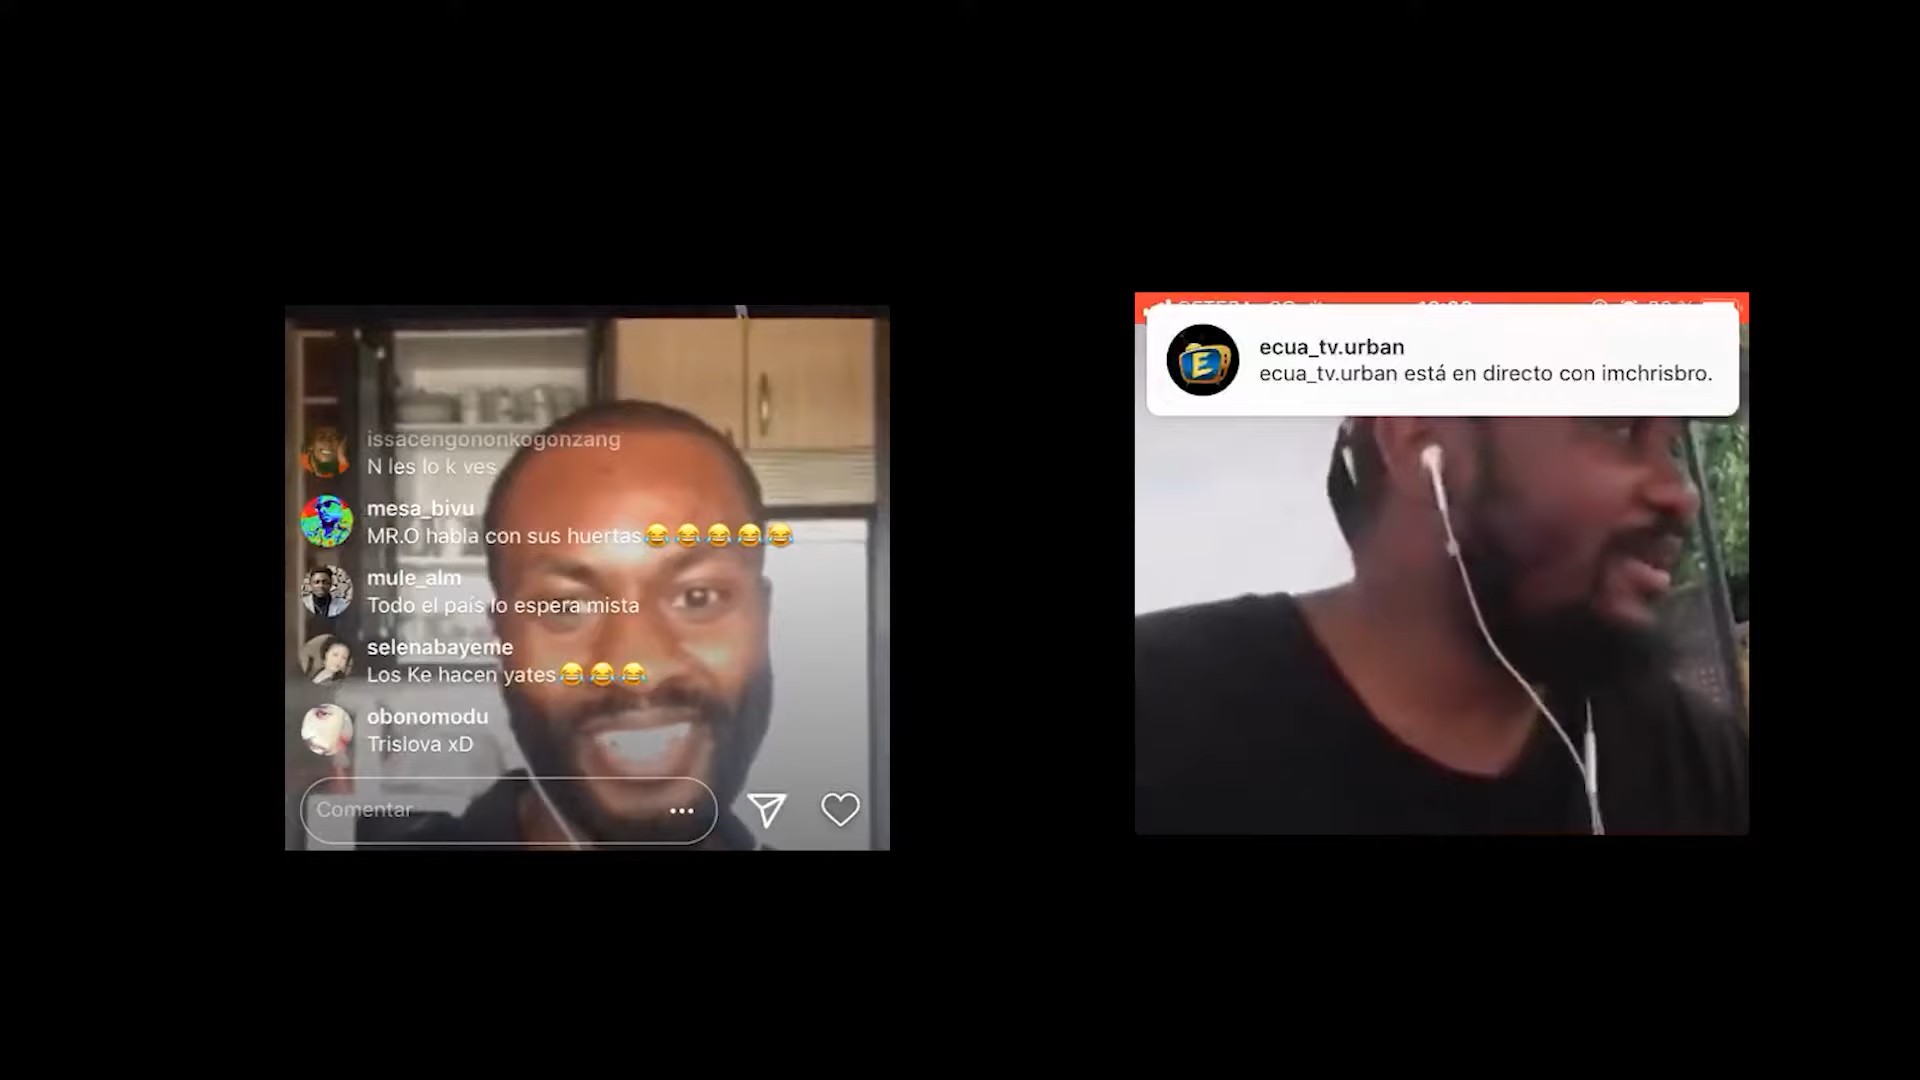 issacengononkogonzang
N les lo k ves
mesa_bivu
MR.O habla con sus huertas😂😂😂😂😂
mule_alm
Todo el país lo espera mista
selenabayeme
Los Ke hacen yates😂😂😂
obonomodu
Trislova xD
Comentar
E
ecua_tv.urban
ecua_tv.urban está en directo con imchrisbro.